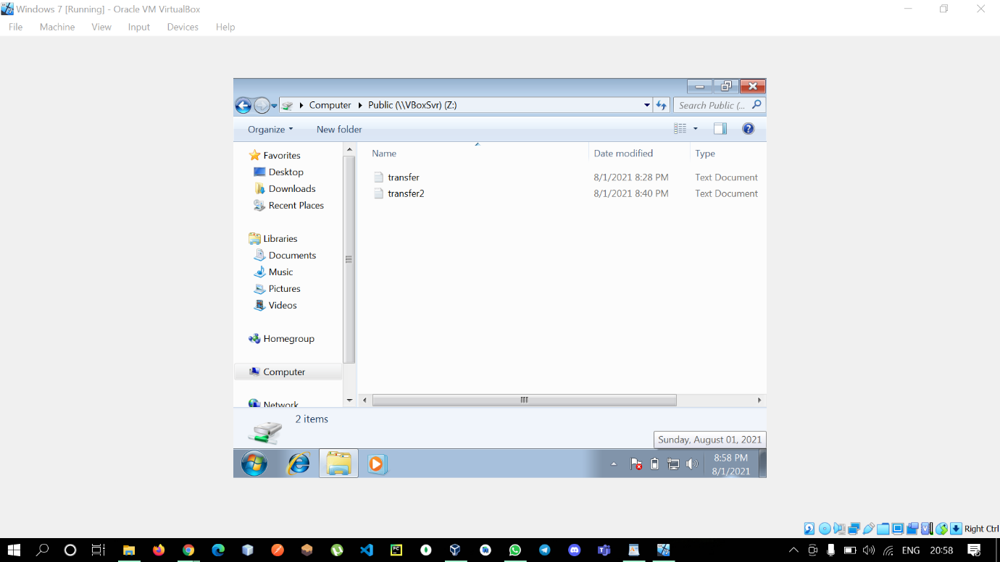 Windows 7 [Running] - Oracle VM VirtualBox
File Machine View Input Devices Help
Computer Public (\\VBoxSvr) (Z:)
Search Public (...
Organize New folder
Favorites
Desktop
Downloads
Recent Places
Libraries
Documents
Music
Pictures
Videos
Homegroup
Computer
Network
Name Date modified Type
transfer 8/1/2021 8:28 PM Text Document
transfer2 8/1/2021 8:40 PM Text Document
2 items
Sunday, August 01, 2021
8:58 PM
8/1/2021
Right Ctrl
ENG 20:58